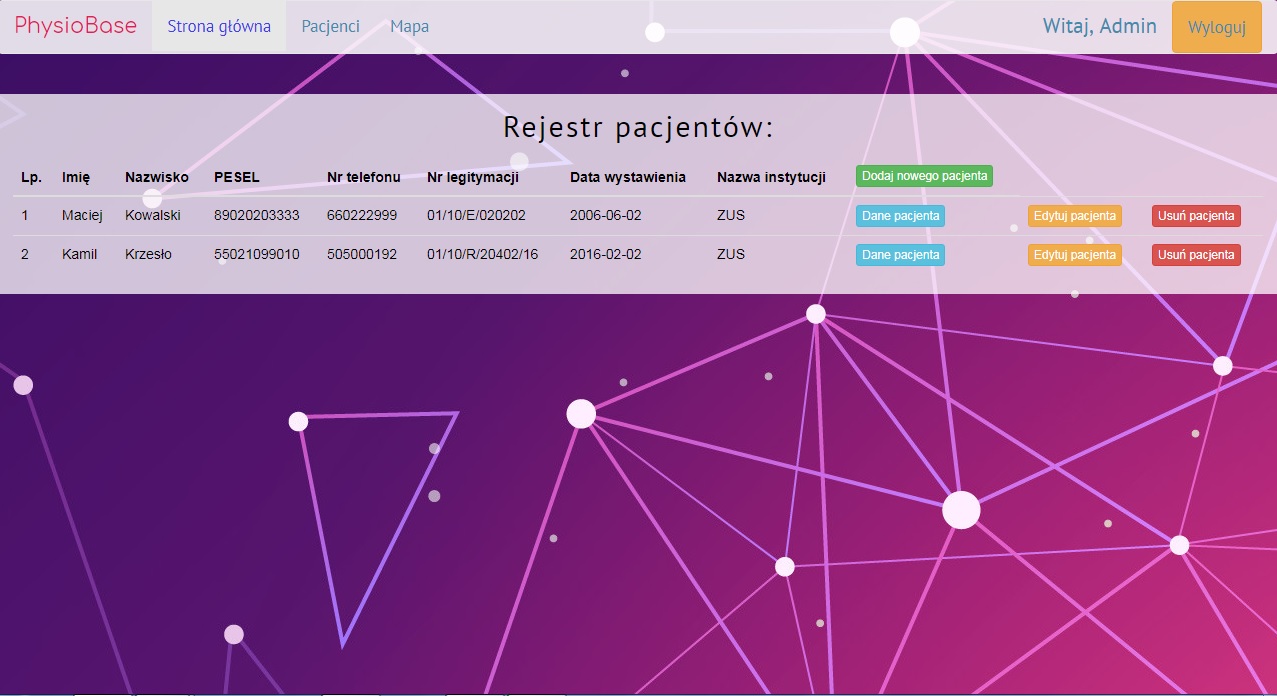 PhysioBase Strona główna Pacjenci Mapa Witaj, Admin Wyloguj
Rejestr pacjentów:
Lp. Imię Nazwisko PESEL Nr telefonu Nr legitymacji Data wystawienia Nazwa instytucji Dodaj nowego pacjenta
1 Maciej Kowalski 89020203333 660222999 01/10/E/020202 2006-06-02 ZUS Dane pacjenta Edytuj pacjenta Usuń pacjenta
2 Kamil Krzesło 55021099010 505000192 01/10/R/20402/16 2016-02-02 ZUS Dane pacjenta Edytuj pacjenta Usuń pacjenta